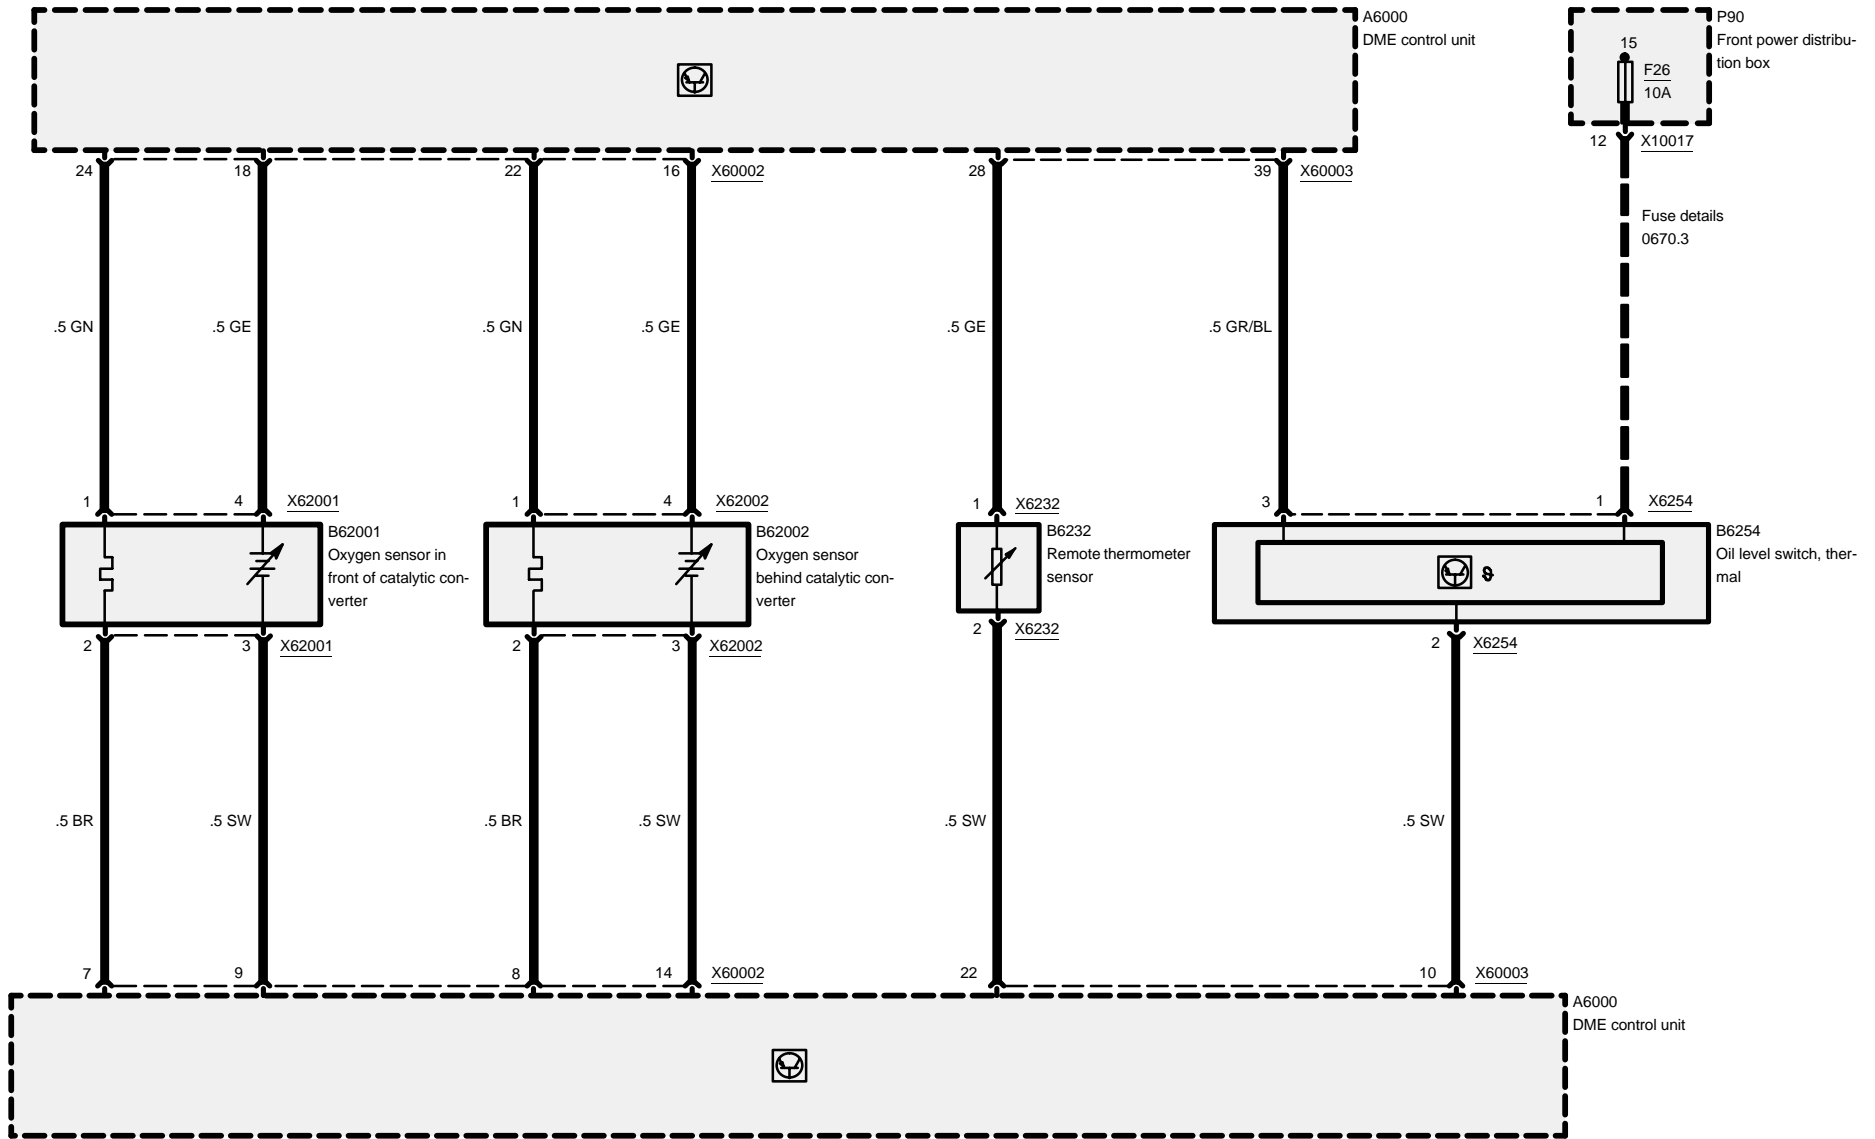 A6000
DME control unit
P90
Front power distribu-
tion box
15
F26
10A
12 X10017
24 18 22 16 X60002 28 39 X60003
Fuse details
0670.3
.5 GN .5 GE .5 GN .5 GE .5 GE .5 GR/BL
1 4 X62001 1 4 X62002 1 X6232 3 1 X6254
B62001
Oxygen sensor in
front of catalytic con-
verter
B62002
Oxygen sensor
behind catalytic con-
verter
B6232
Remote thermometer
sensor
B6254
Oil level switch, ther-
mal
ϑ
2 3 X62001 2 3 X62002 2 X6232 2 X6254
.5 BR .5 SW .5 BR .5 SW .5 SW .5 SW
7 9 8 14 X60002 22 10 X60003
A6000
DME control unit